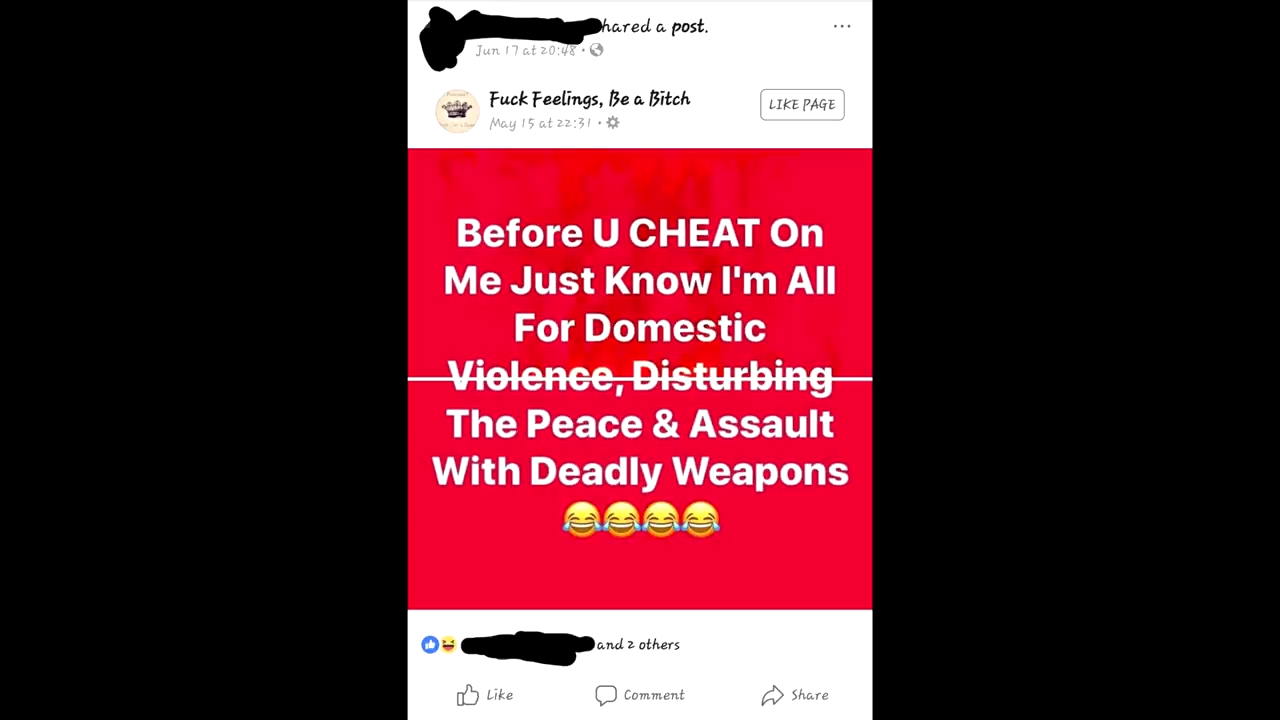 hared a post.
Jun 17 at 20:48
Fuck Feelings, Be a Bitch
May 15 at 22:31
LIKE PAGE
Before U CHEAT On
Me Just Know I'm All
For Domestic
Violence, Disturbing
The Peace & Assault
With Deadly Weapons
😂😂😂😂
and 2 others
Like
Comment
Share